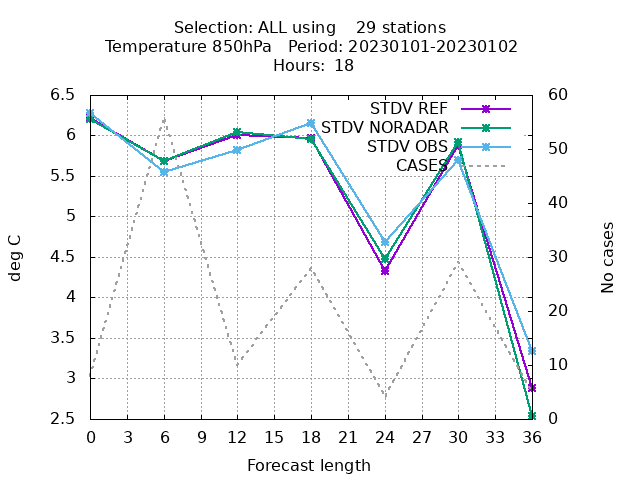 Selection: ALL using    29 stations
Temperature 850hPa   Period: 20230101-20230102
Hours: 18
STDV REF
STDV NORADAR
STDV OBS
CASES
deg C
6.5
6
5.5
5
4.5
4
3.5
3
2.5
No cases
60
50
40
30
20
10
0
0 3 6 9 12 15 18 21 24 27 30 33 36
Forecast length